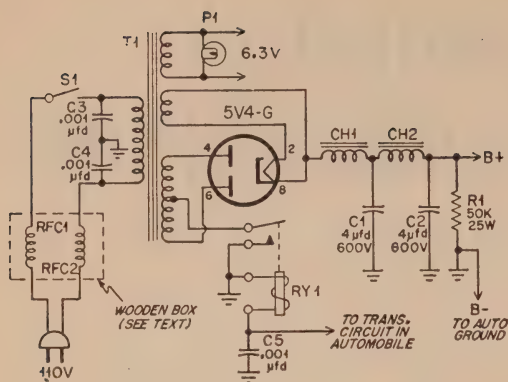 P1
T1
6.3V
S1
C3
.001
µfd
C4
.001
µfd
5V4-G
4
2
6
8
CH1
CH2
B+
C1
4µfd
600V
C2
4µfd
600V
R1
50K
25W
RFC1
RFC2
WOODEN BOX
(SEE TEXT)
110V
RY1
C5
.001
µfd
TO TRANS.
CIRCUIT IN
AUTOMOBILE
B-
TO AUTO
GROUND